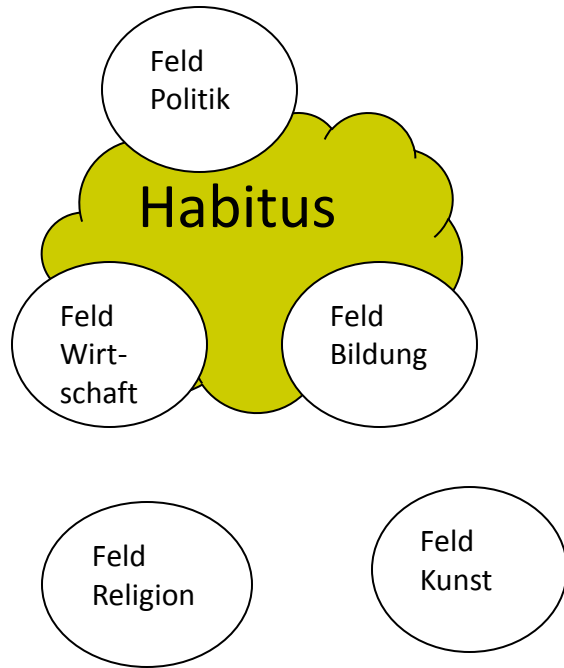 Feld
Politik
Habitus
Feld
Wirt-
schaft
Feld
Bildung
Feld
Religion
Feld
Kunst